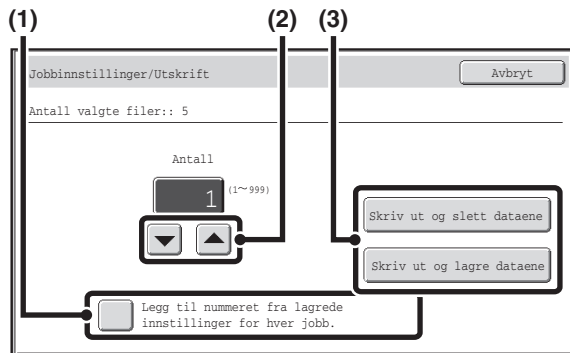 (1) (2) (3)
Jobbinnstillinger/Utskrift Avbryt
Antall valgte filer:: 5
Antall
1 (1~999)
Skriv ut og slett dataene
Skriv ut og lagre dataene
Legg til nummeret fra lagrede
innstillinger for hver jobb.